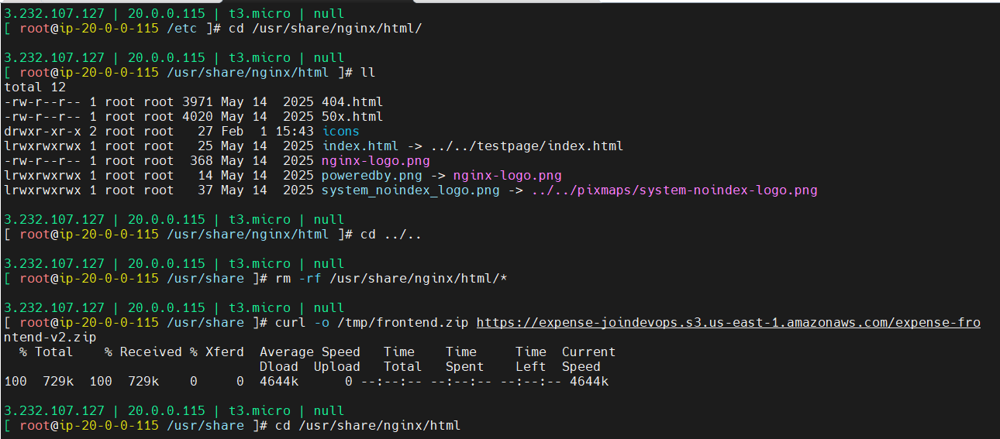 3.232.107.127 | 20.0.0.115 | t3.micro | null
[ root@ip-20-0-0-115 /etc ]# cd /usr/share/nginx/html/
3.232.107.127 | 20.0.0.115 | t3.micro | null
[ root@ip-20-0-0-115 /usr/share/nginx/html ]# ll
total 12
-rw-r--r-- 1 root root 3971 May 14  2025 404.html
-rw-r--r-- 1 root root 4020 May 14  2025 50x.html
drwxr-xr-x 2 root root   27 Feb  1 15:43 icons
lrwxrwxrwx 1 root root   25 May 14  2025 index.html -> ../../testpage/index.html
-rw-r--r-- 1 root root  368 May 14  2025 nginx-logo.png
lrwxrwxrwx 1 root root   14 May 14  2025 poweredby.png -> nginx-logo.png
lrwxrwxrwx 1 root root   37 May 14  2025 system_noindex_logo.png -> ../../pixmaps/system-noindex-logo.png
3.232.107.127 | 20.0.0.115 | t3.micro | null
[ root@ip-20-0-0-115 /usr/share/nginx/html ]# cd ../..
3.232.107.127 | 20.0.0.115 | t3.micro | null
[ root@ip-20-0-0-115 /usr/share ]# rm -rf /usr/share/nginx/html/*
3.232.107.127 | 20.0.0.115 | t3.micro | null
[ root@ip-20-0-0-115 /usr/share ]# curl -o /tmp/frontend.zip https://expense-joindevops.s3.us-east-1.amazonaws.com/expense-fro
ntend-v2.zip
  % Total    % Received % Xferd  Average Speed   Time    Time     Time  Current
                                 Dload  Upload   Total   Spent    Left  Speed
100  729k  100  729k    0     0  4644k      0 --:--:-- --:--:-- --:--:-- 4644k
3.232.107.127 | 20.0.0.115 | t3.micro | null
[ root@ip-20-0-0-115 /usr/share ]# cd /usr/share/nginx/html